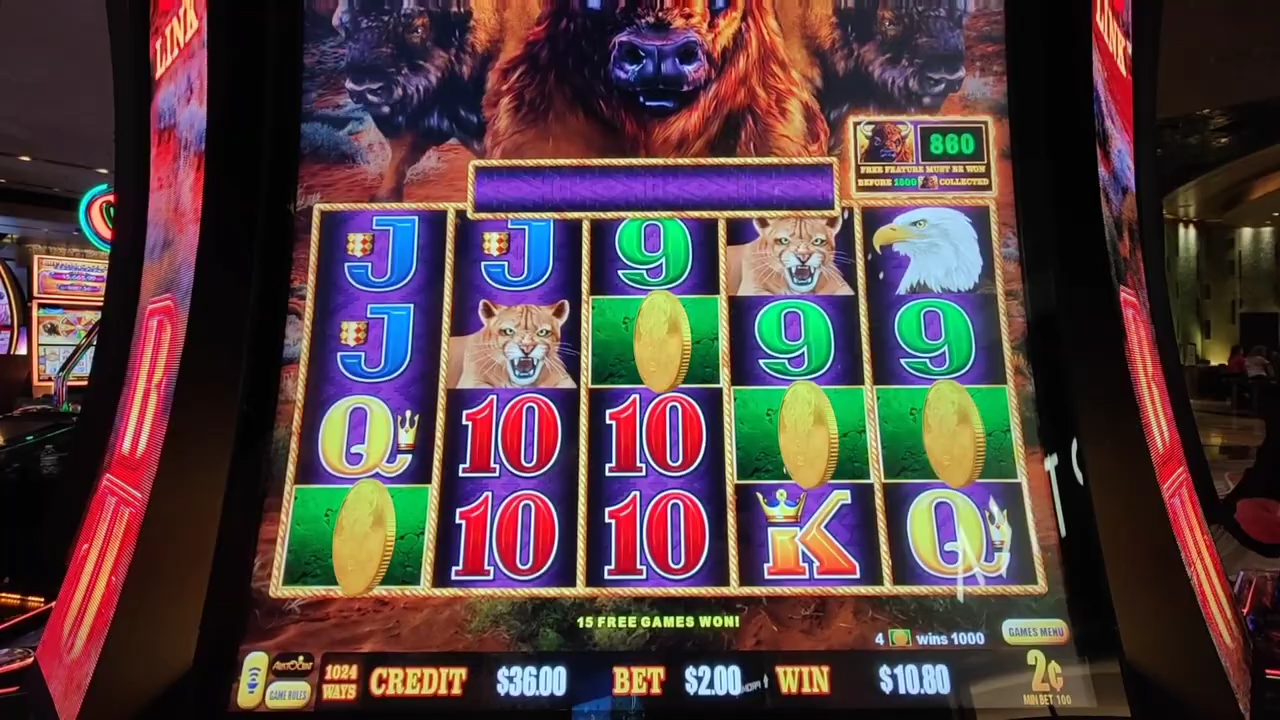 LINK
LINK
860
FREE FEATURE MUST BE WON
BEFORE 1800 COLLECTED
J J 9
9 9
J
Q 10 10
10 10 K Q
15 FREE GAMES WON!
4 wins 1000
GAMES MENU
ARISTOCRAT
GAME RULES
1024
WAYS
CREDIT $36.00 BET $2.00 WIN $10.80
2¢
MIN BET 100